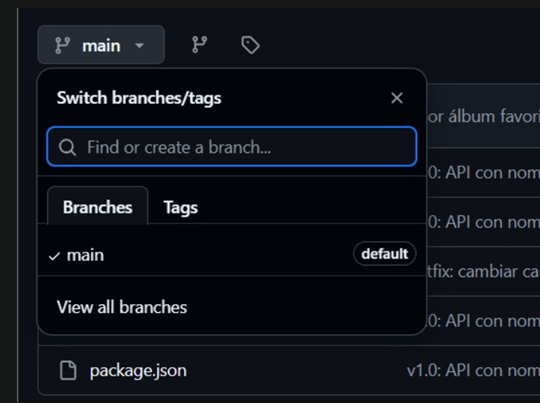 main
Switch branches/tags
or álbum favori
Find or create a branch...
0: API con nom
Branches
Tags
0: API con nom
main
default
tfix: cambiar ca
View all branches
.0: API con nom
package.json
v1.0: API con nom